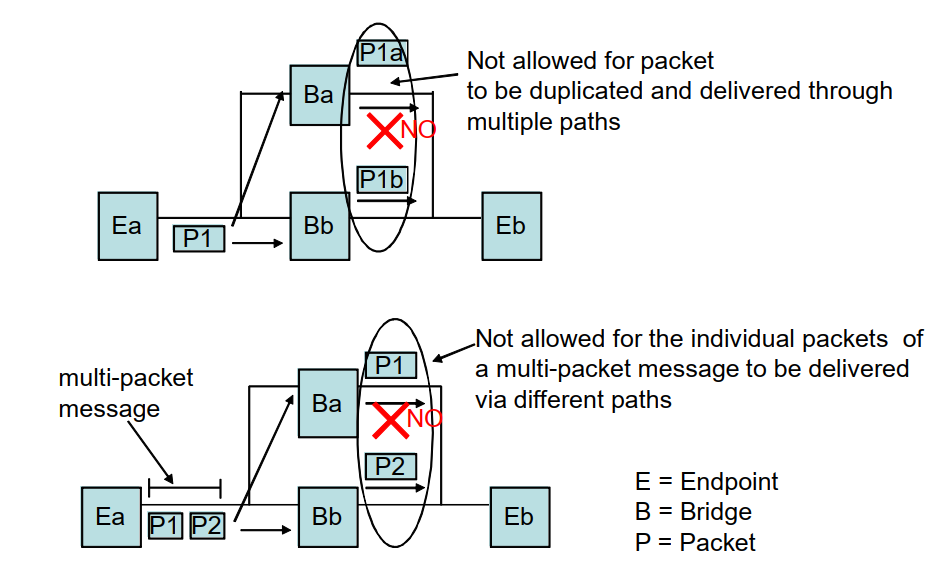 P1a
Not allowed for packet
to be duplicated and delivered through
multiple paths
Ba
NO
P1b
Ea
P1
Bb
Eb
Not allowed for the individual packets of
a multi-packet message to be delivered
via different paths
multi-packet
message
P1
Ba
NO
P2
Ea
P1 P2
Bb
Eb
E = Endpoint
B = Bridge
P = Packet